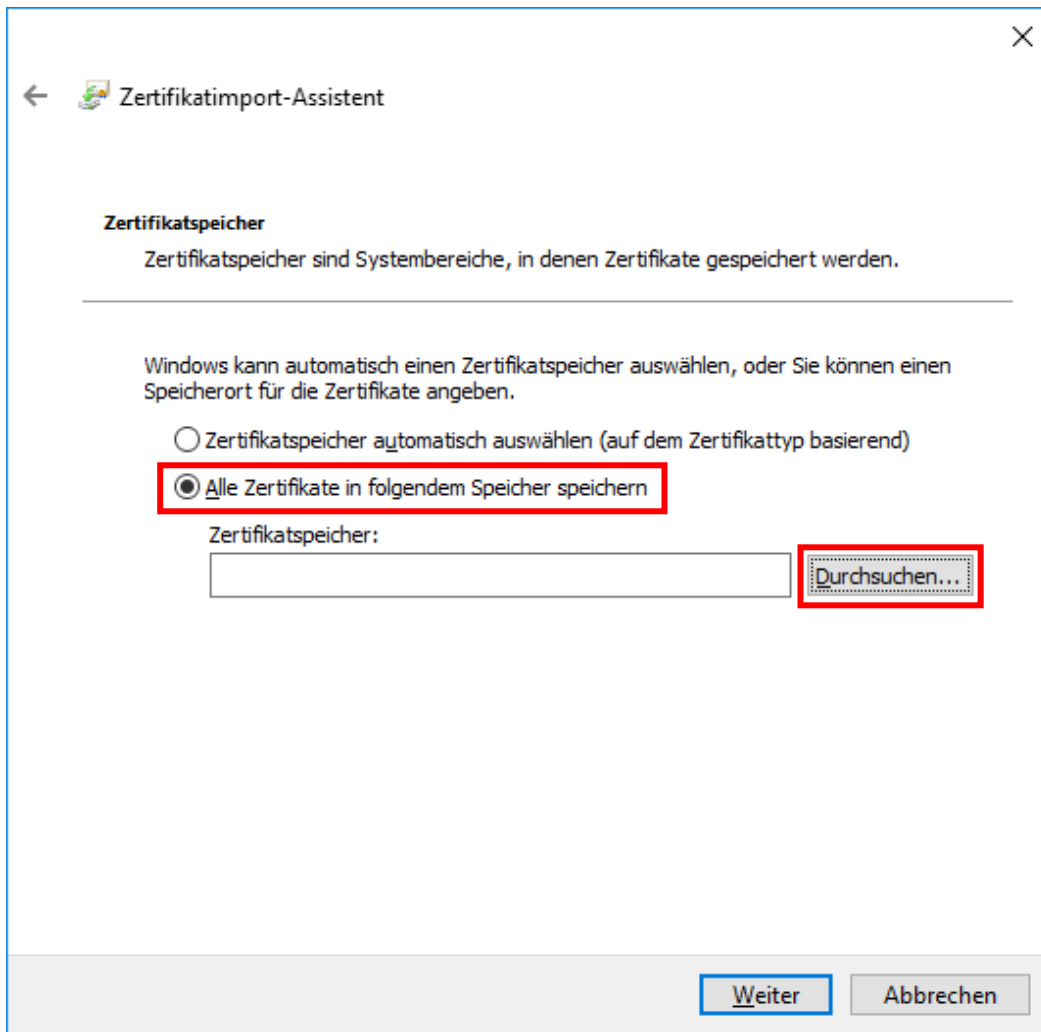 Zertifikatimport-Assistent
Zertifikatspeicher
Zertifikatspeicher sind Systembereiche, in denen Zertifikate gespeichert werden.
Windows kann automatisch einen Zertifikatspeicher auswählen, oder Sie können einen
Speicherort für die Zertifikate angeben.
Zertifikatspeicher automatisch auswählen (auf dem Zertifikattyp basierend)
Alle Zertifikate in folgendem Speicher speichern
Zertifikatspeicher:
Durchsuchen...
Weiter Abbrechen